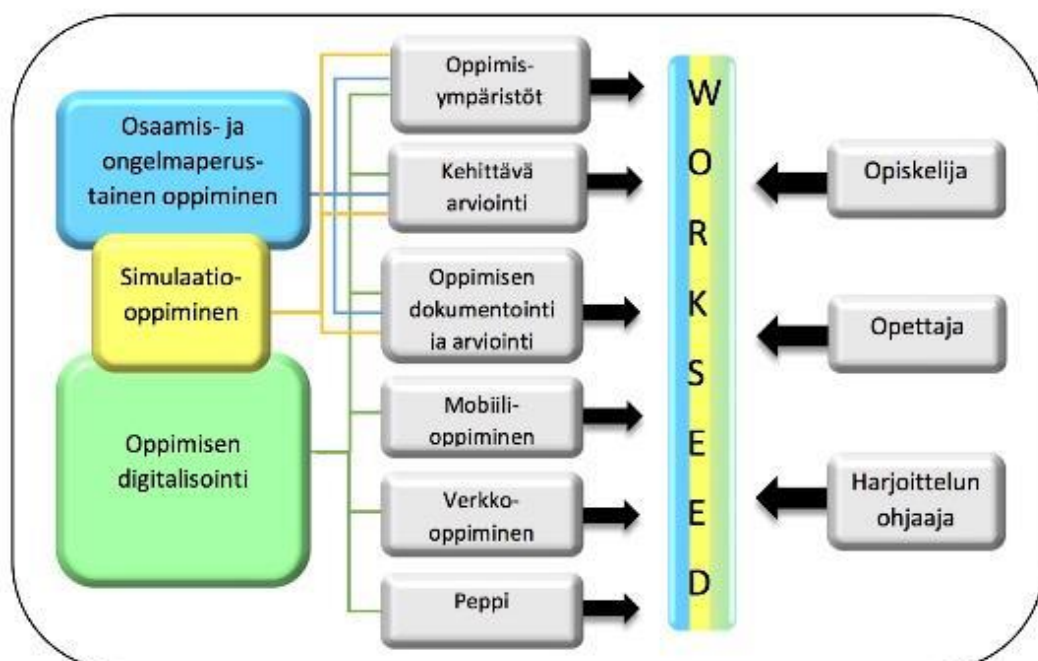 Osaamis- ja
ongelmaperus-
tainen oppiminen
Simulaatio-
oppiminen
Oppimisen
digitalisointi
Oppimis-
ympäristöt
Kehittävä
arviointi
Oppimisen
dokumentointi
ja arviointi
Mobiili-
oppiminen
Verkko-
oppiminen
Peppi
W
O
R
K
S
E
E
D
Opiskelija
Opettaja
Harjoittelun
ohjaaja